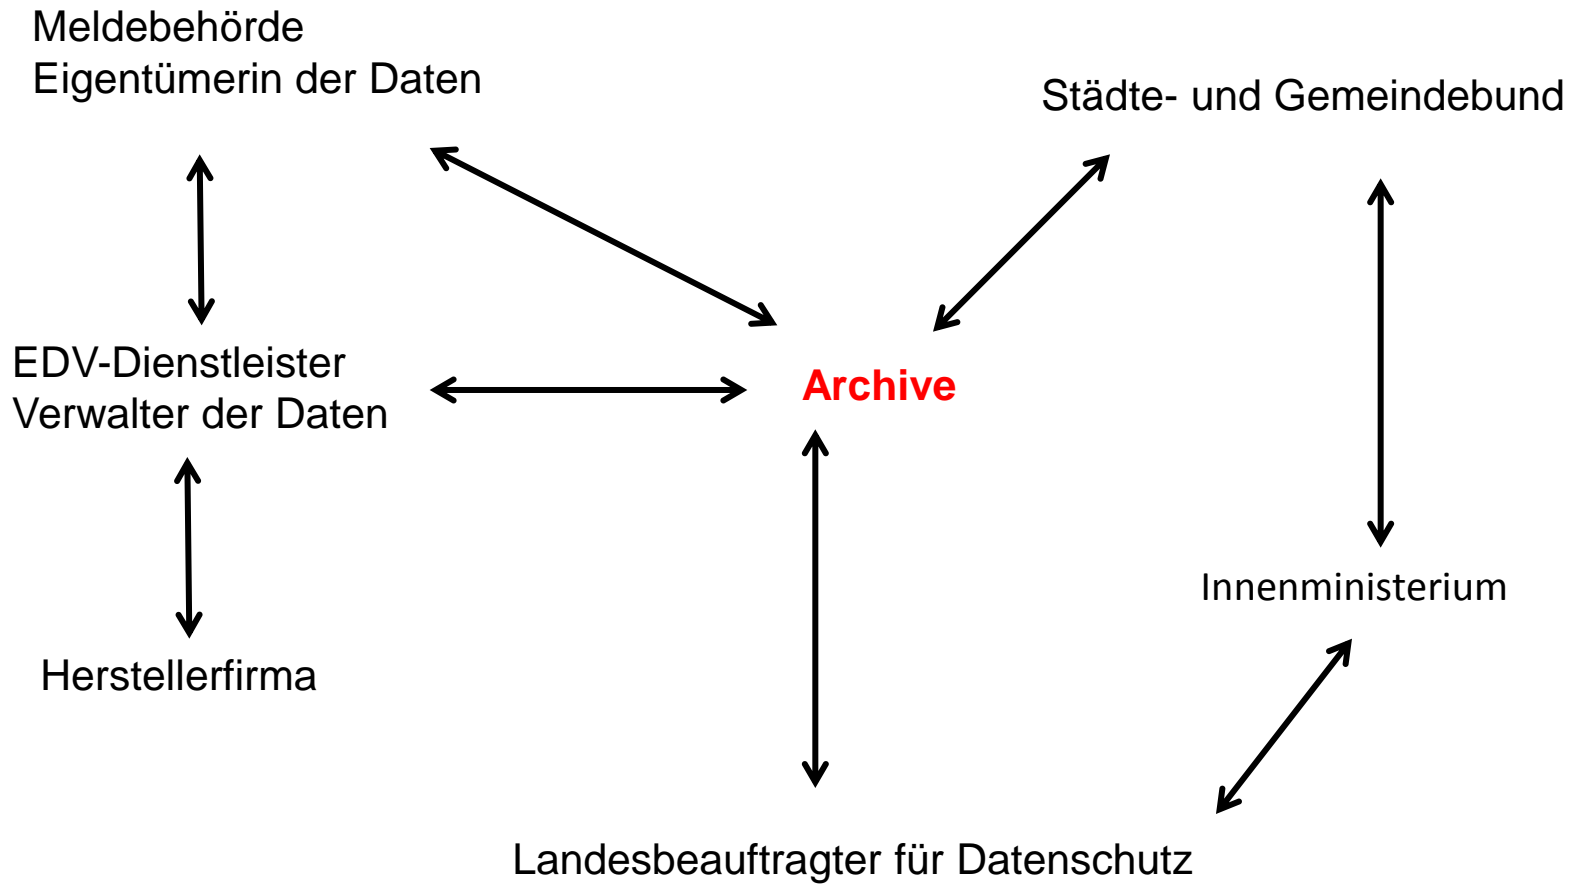 Meldebehörde
Eigentümerin der Daten
Städte- und Gemeindebund
EDV-Dienstleister
Verwalter der Daten
Archive
Innenministerium
Herstellerfirma
Landesbeauftragter für Datenschutz